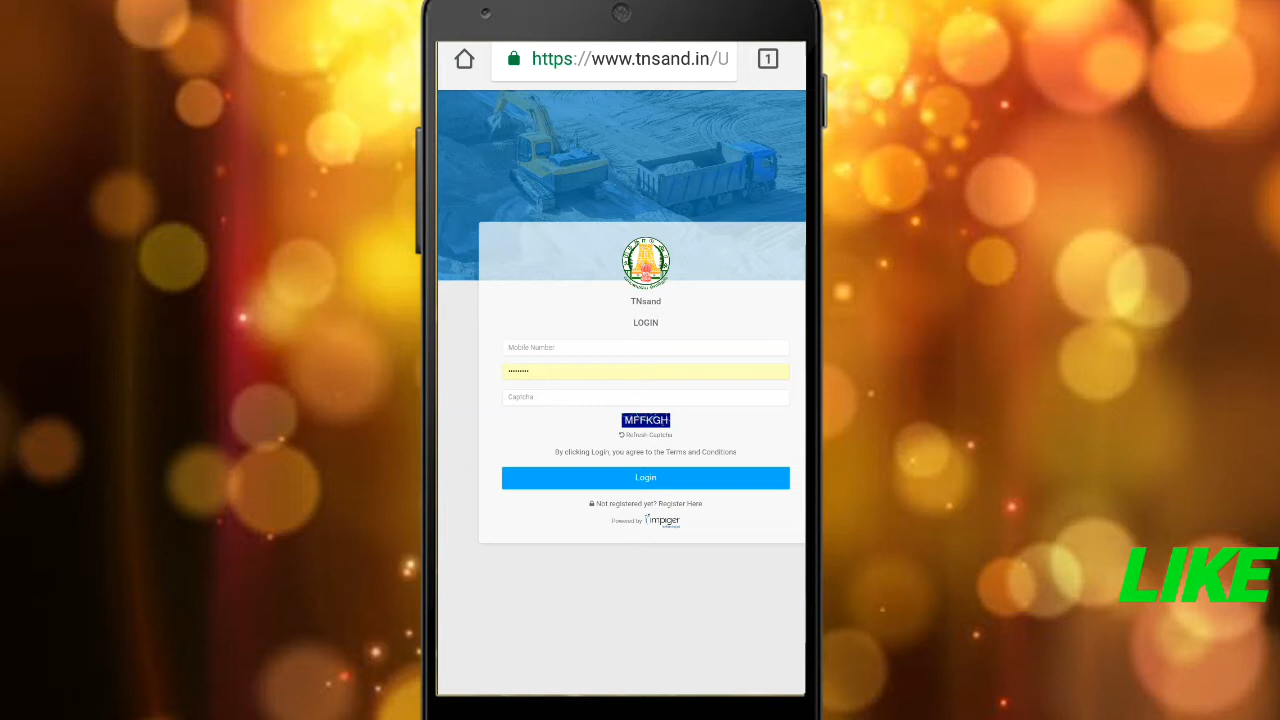 https://www.tnsand.in/U
1
TNsand
LOGIN
Mobile Number
•••••••••
Captcha
MFFKGH
Refresh Captcha
By clicking Login, you agree to the Terms and Conditions
Login
Not registered yet? Register Here
Powered by impiger
LIKE